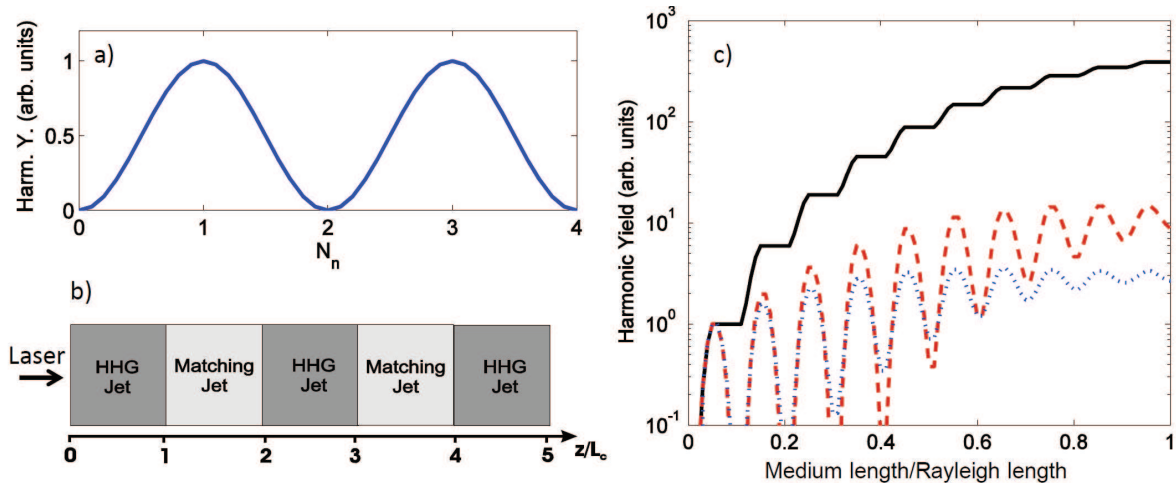 a)
Harm. Y. (arb. units)
1
0.5
0
0 1 2 3 4
N_n
b)
Laser
HHG Jet
Matching Jet
HHG Jet
Matching Jet
HHG Jet
0 1 2 3 4 5
z/L_c
c)
Harmonic Yield (arb. units)
10^3
10^2
10^1
10^0
10^-1
0 0.2 0.4 0.6 0.8 1
Medium length/Rayleigh length